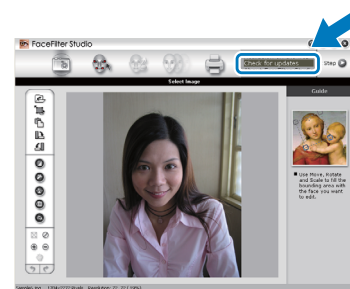 FaceFilter Studio
Check for updates
Step
Select Image
Guide
Use Move, Rotate
and Scale to fill the
bounding area with
the face you want
to edit.